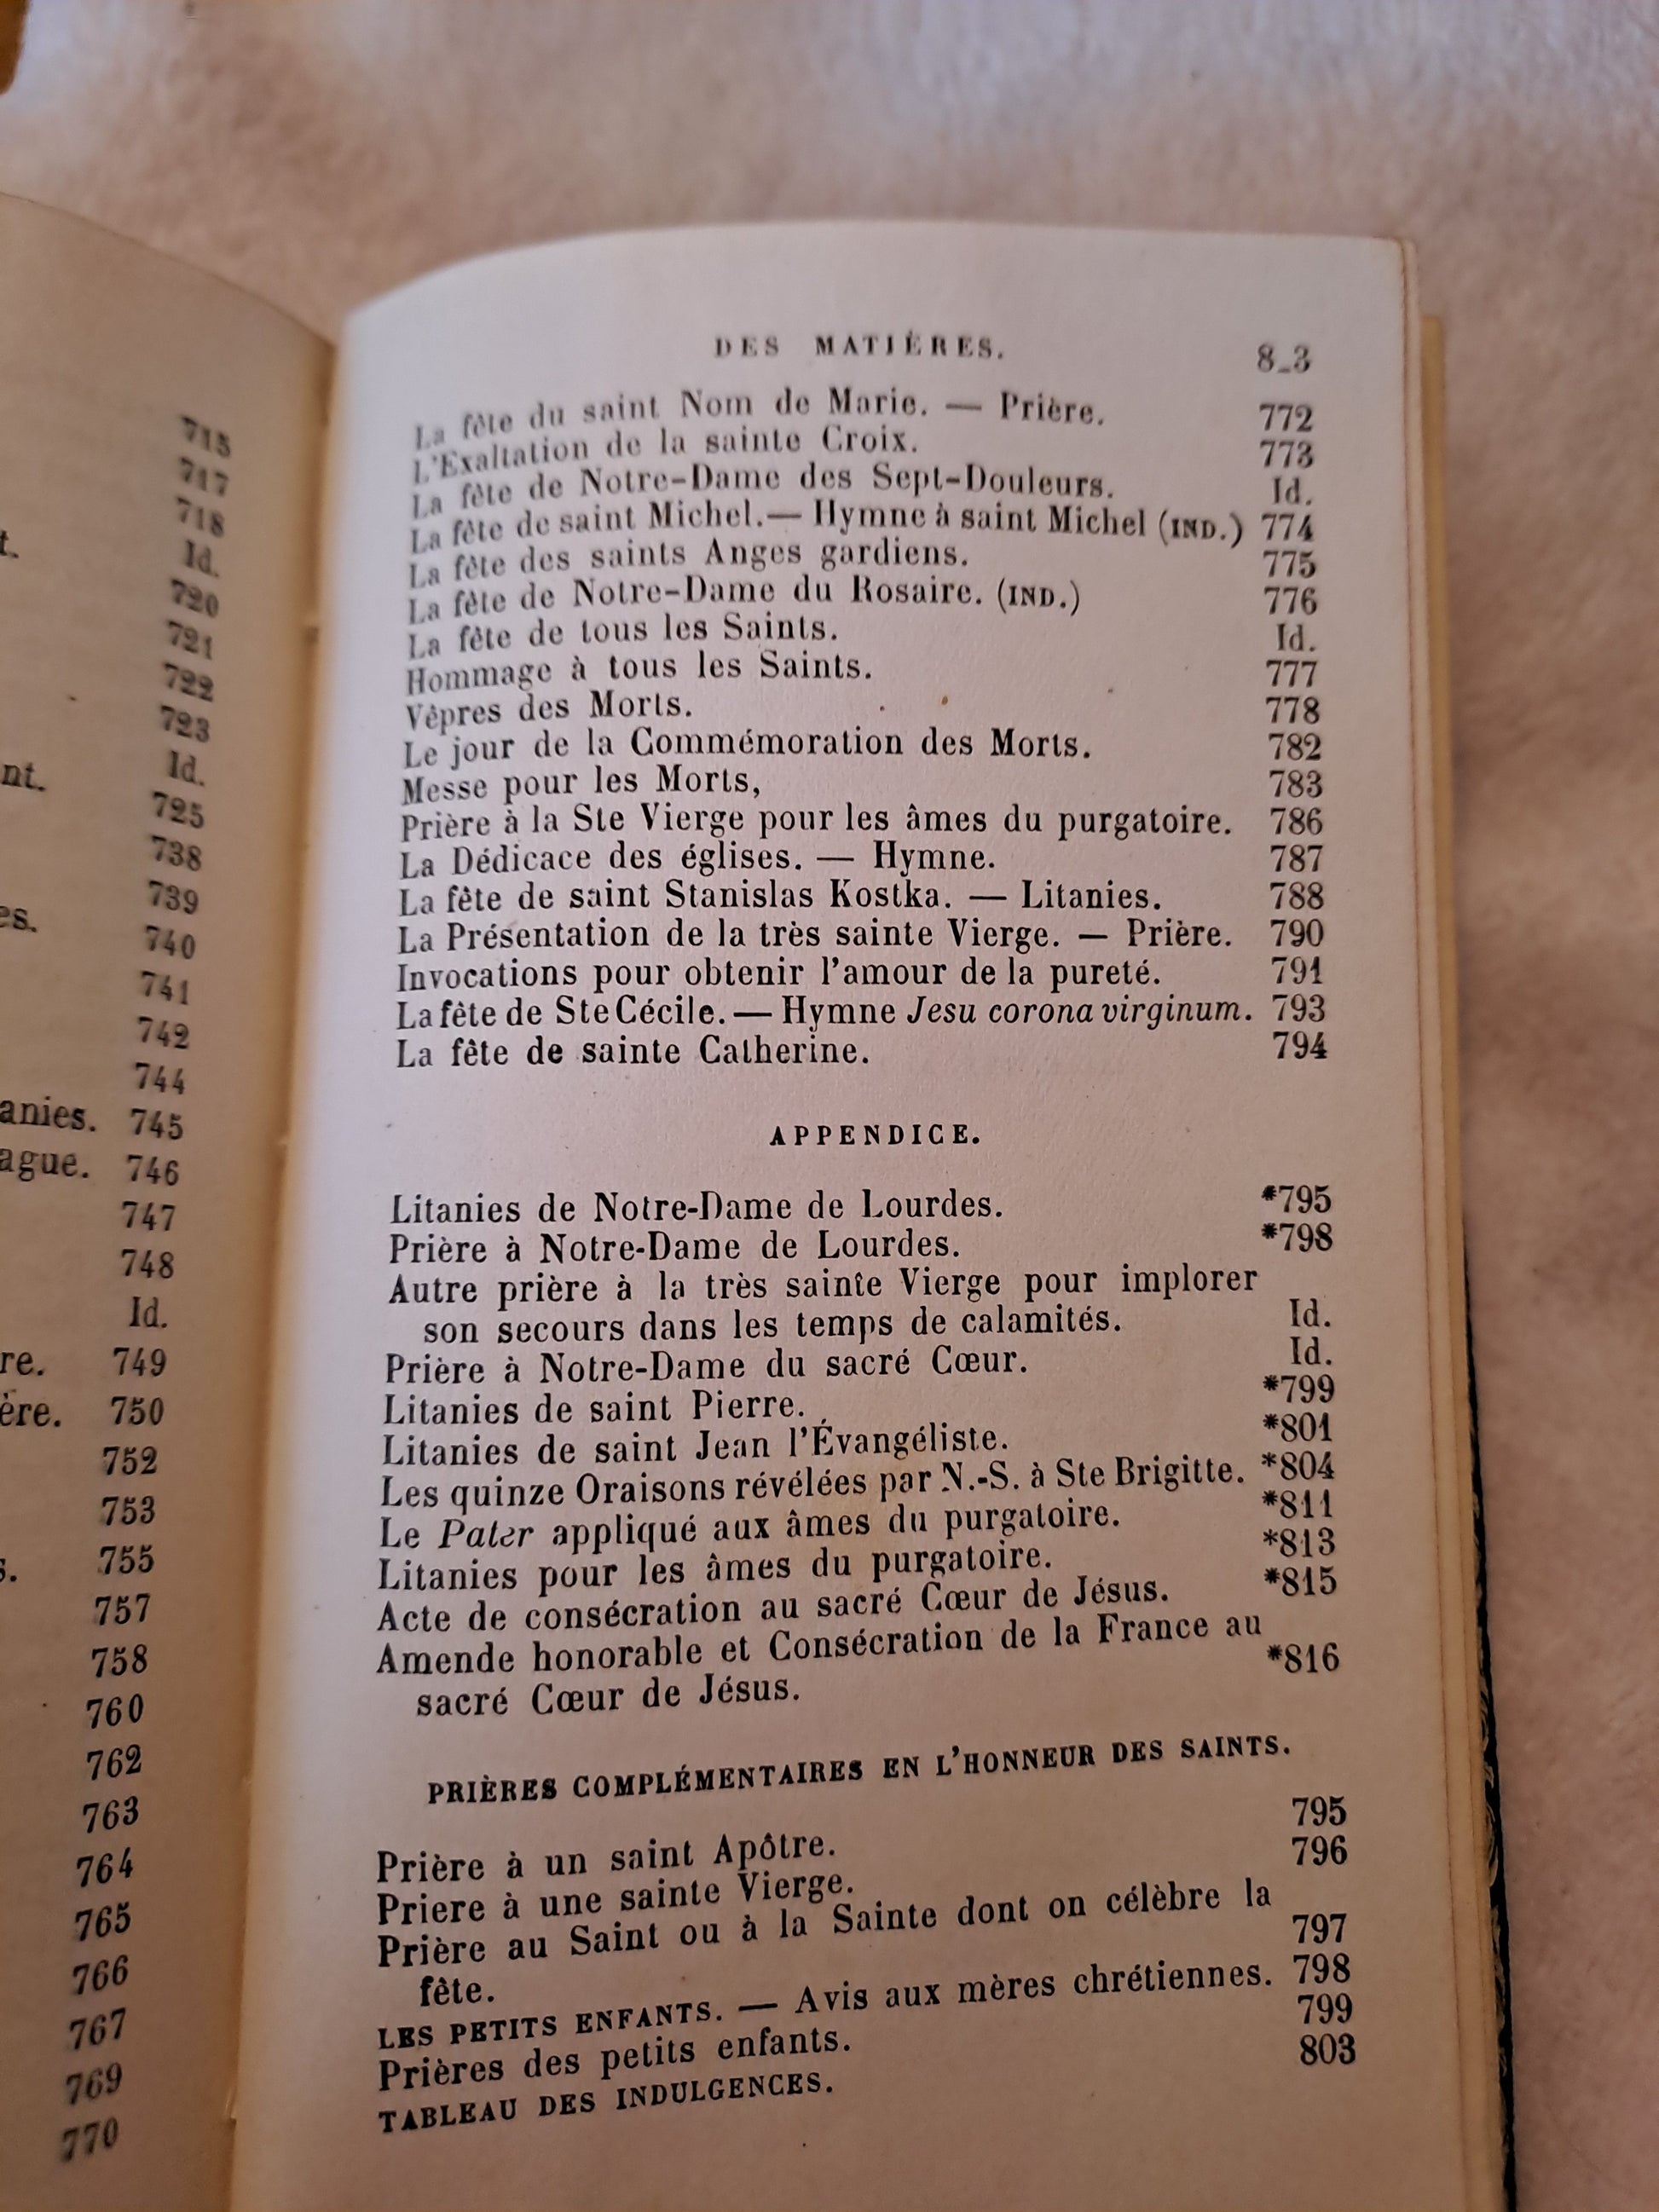 715
717
718
t. Id.
720
721
722
723
nt. Id.
725
738
739
es. 740
741
742
744
anies. 745
ague. 746
747
748
Id.
re. 749
ère. 750
752
753
s. 755
757
758
760
762
763
764
765
766
767
769
770
DES MATIÈRES. 8_3
La fête du saint Nom de Marie. — Prière. 772
L'Exaltation de la sainte Croix. 773
La fête de Notre-Dame des Sept-Douleurs. Id.
La fête de saint Michel. — Hymne à saint Michel (IND.) 774
La fête des saints Anges gardiens. 775
La fête de Notre-Dame du Rosaire. (IND.) 776
La fête de tous les Saints. Id.
Hommage à tous les Saints. 777
Vêpres des Morts. 778
Le jour de la Commémoration des Morts. 782
Messe pour les Morts, 783
Prière à la Ste Vierge pour les âmes du purgatoire. 786
La Dédicace des églises. — Hymne. 787
La fête de saint Stanislas Kostka. — Litanies. 788
La Présentation de la très sainte Vierge. — Prière. 790
Invocations pour obtenir l'amour de la pureté. 791
La fête de Ste Cécile. — Hymne Jesu corona virginum. 793
La fête de sainte Catherine. 794
APPENDICE.
Litanies de Notre-Dame de Lourdes. *795
Prière à Notre-Dame de Lourdes. *798
Autre prière à la très sainte Vierge pour implorer
son secours dans les temps de calamités. Id.
Prière à Notre-Dame du sacré Cœur. Id.
Litanies de saint Pierre. *799
Litanies de saint Jean l'Évangéliste. *801
Les quinze Oraisons révélées par N.-S. à Ste Brigitte. *804
Le Pater appliqué aux âmes du purgatoire. *811
Litanies pour les âmes du purgatoire. *813
Acte de consécration au sacré Cœur de Jésus. *815
Amende honorable et Consécration de la France au
sacré Cœur de Jésus. *816
PRIÈRES COMPLÉMENTAIRES EN L'HONNEUR DES SAINTS.
Prière à un saint Apôtre. 795
Priere à une sainte Vierge. 796
Prière au Saint ou à la Sainte dont on célèbre la
fête. 797
LES PETITS ENFANTS. — Avis aux mères chrétiennes. 798
Prières des petits enfants. 799
TABLEAU DES INDULGENCES. 803